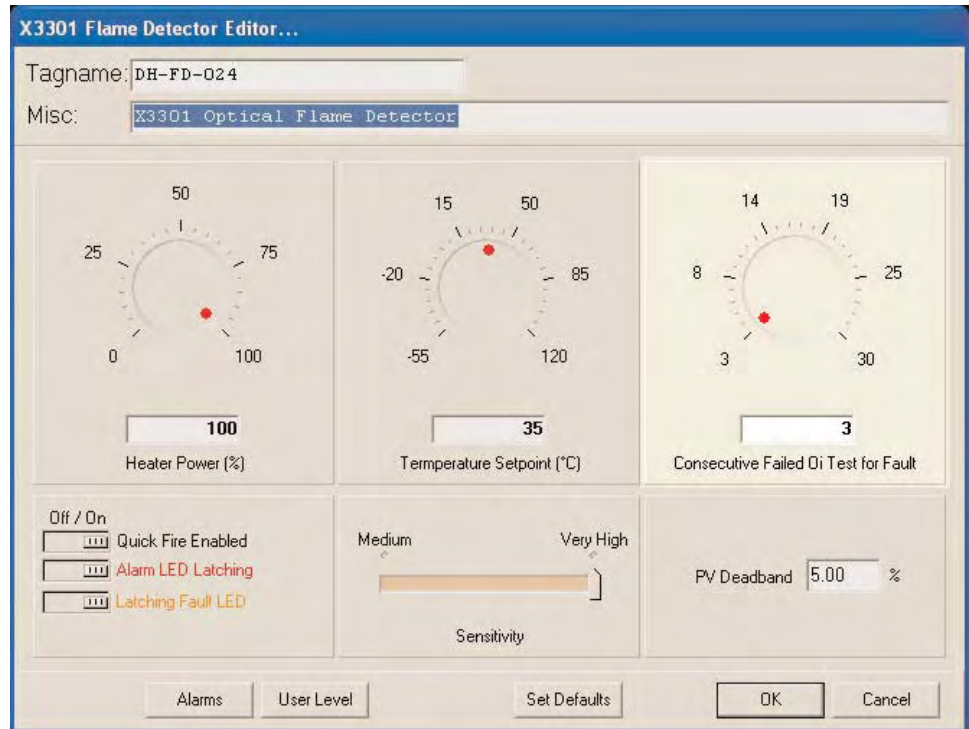 X3301 Flame Detector Editor...
Tagname: DH-FD-024
Misc: X3301 Optical Flame Detector
50
25 75
0 100
100
Heater Power (%)
15 50
-20 85
-55 120
35
Termperature Setpoint (°C)
14 19
8 25
3 30
3
Consecutive Failed Oi Test for Fault
Off / On
Quick Fire Enabled
Alarm LED Latching
Latching Fault LED
Medium Very High
Sensitivity
PV Deadband 5.00 %
Alarms User Level Set Defaults OK Cancel